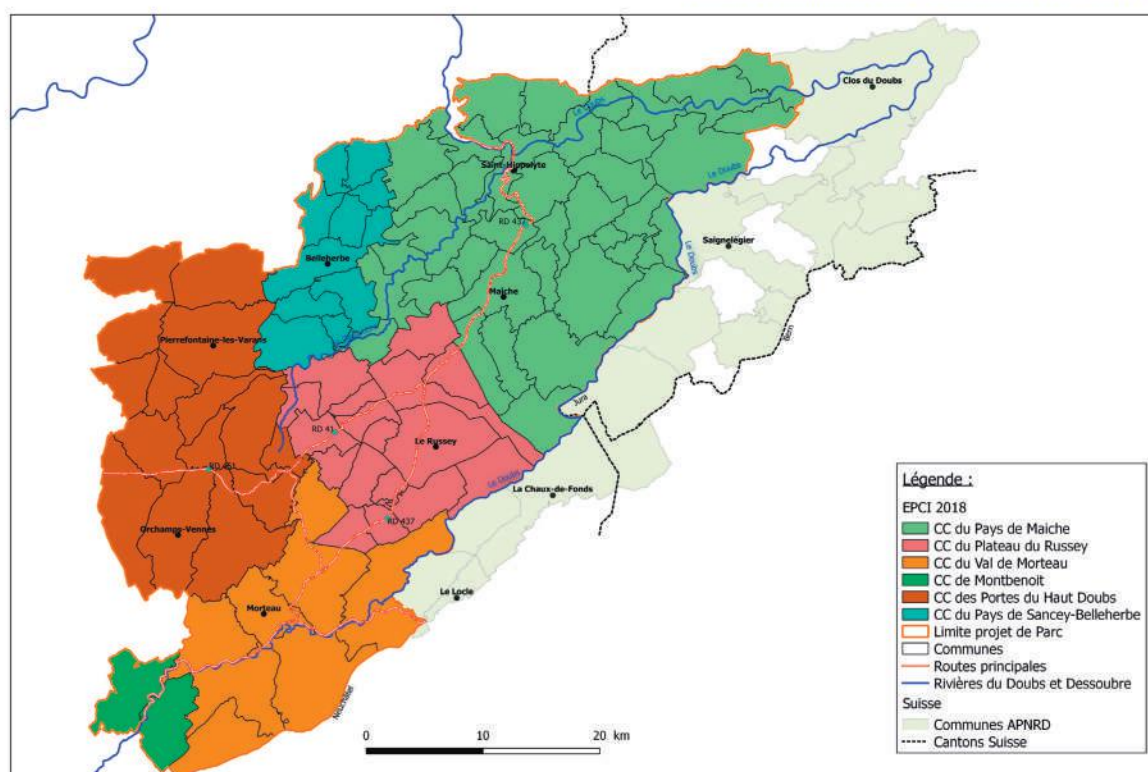 Clos du Doubs
Le Doubs
Saint-Hippolyte
Le Doubs
RD 437
Saignelégier
Le Doubs
Belleherbe
Maîche
Bern
Pierrefontaine-les-Varans
Jura
RD 41
Le Russey
RD 461
Le Doubs
La Chaux-de-Fonds
RD 437
Orchamps-Vennes
Le Locle
Morteau
Neuchâtel
0 10 20 km
Légende :
EPCI 2018
CC du Pays de Maiche
CC du Plateau du Russey
CC du Val de Morteau
CC de Montbenoit
CC des Portes du Haut Doubs
CC du Pays de Sancey-Belleherbe
Limite projet de Parc
Communes
Routes principales
Rivières du Doubs et Dessoubre
Suisse
Communes APNRD
Cantons Suisse